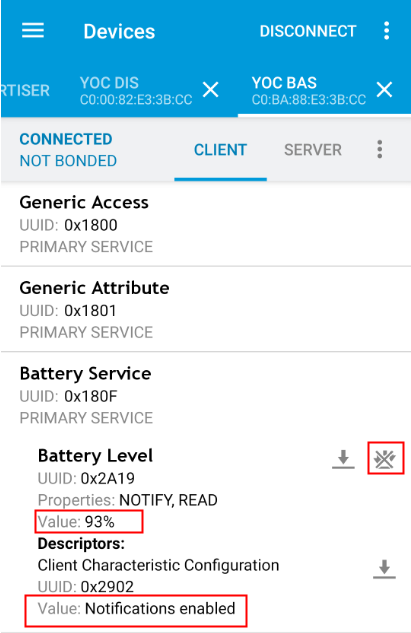 Devices
DISCONNECT
RTISER
YOC DIS
C0:00:82:E3:3B:CC
YOC BAS
C0:BA:88:E3:3B:CC
CONNECTED
NOT BONDED
CLIENT
SERVER
Generic Access
UUID: 0x1800
PRIMARY SERVICE
Generic Attribute
UUID: 0x1801
PRIMARY SERVICE
Battery Service
UUID: 0x180F
PRIMARY SERVICE
Battery Level
UUID: 0x2A19
Properties: NOTIFY, READ
Value: 93%
Descriptors:
Client Characteristic Configuration
UUID: 0x2902
Value: Notifications enabled